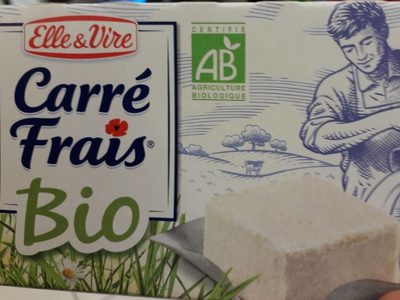 Elle & Vire
Carré
Frais®
Bio
CERTIFIÉ
AB
AGRICULTURE
BIOLOGIQUE